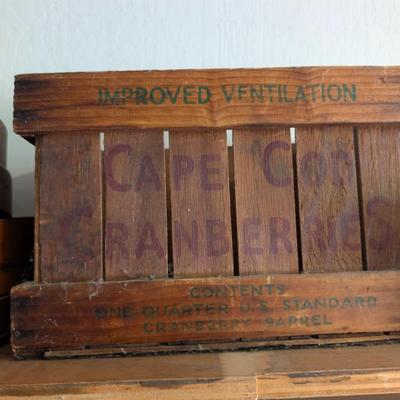 IMPROVED VENTILATION
CAPE COD
CRANBERRIES
CONTENTS
ONE QUARTER U.S. STANDARD
CRANBERRY BARREL